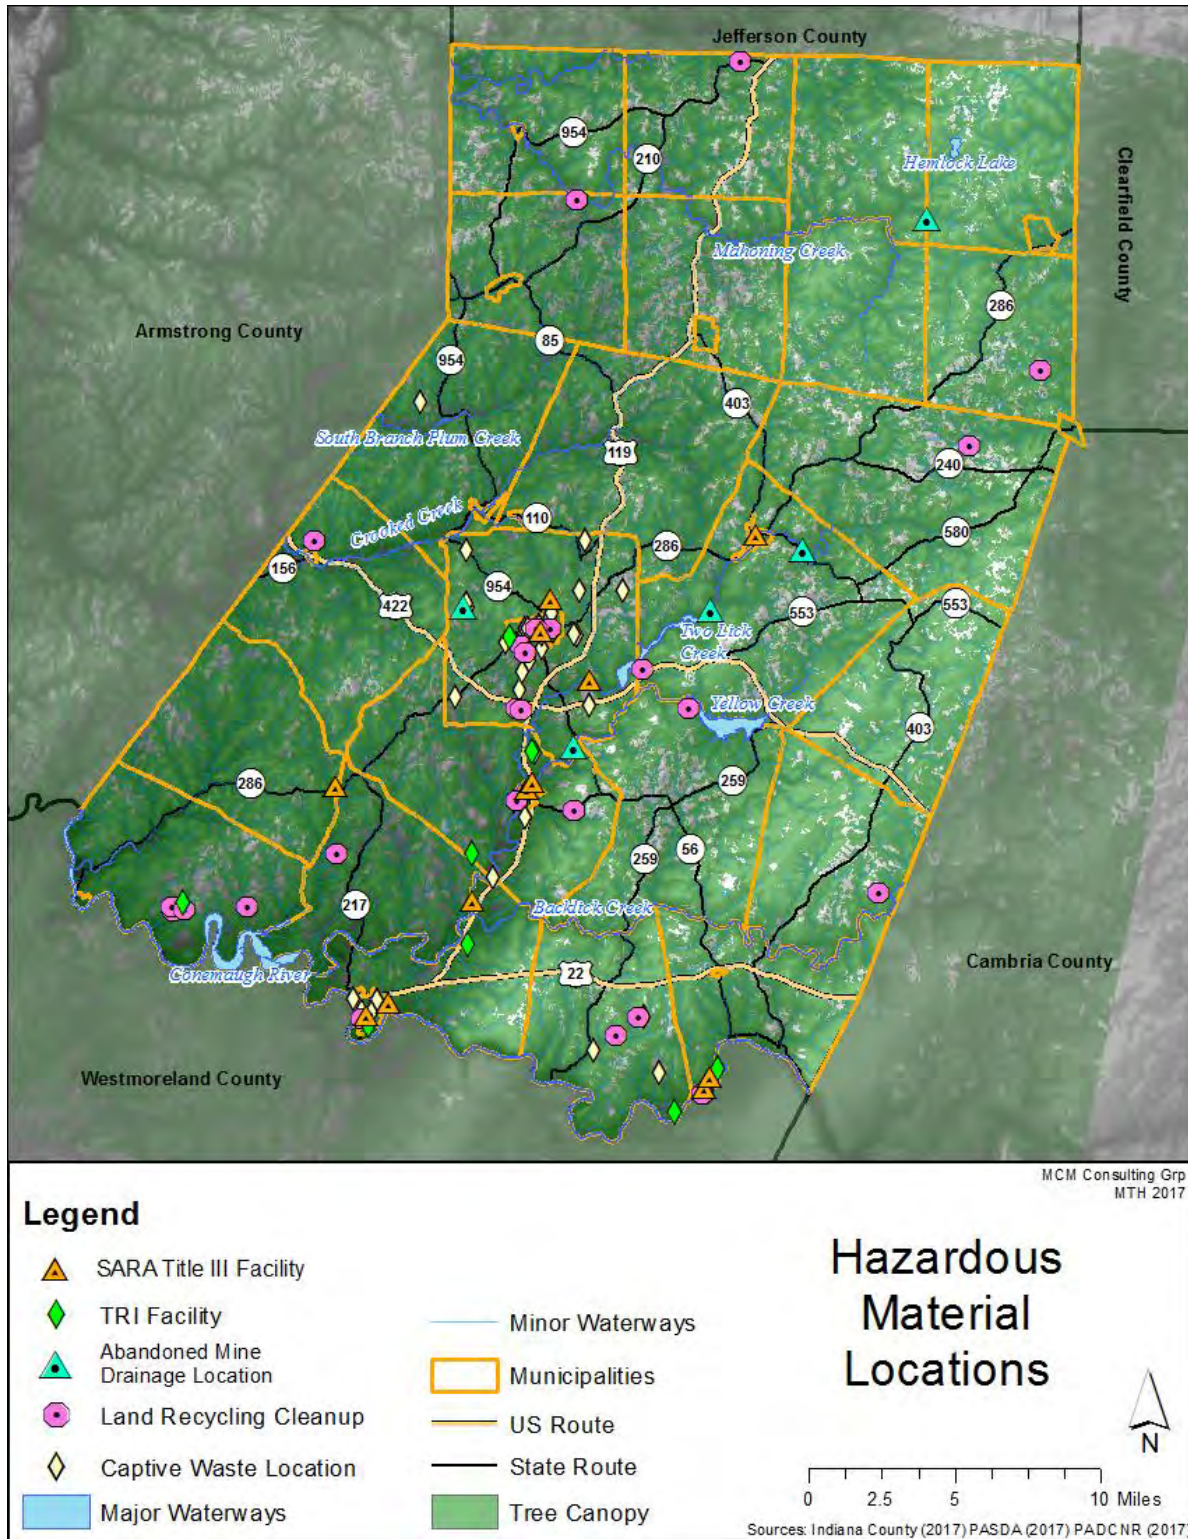 Jefferson County
954
210
Hemlock Lake
Clearfield County
Mahoning Creek
286
Armstrong County
85
954
403
South Branch Plum Creek
119
240
Crooked Creek
110
286
580
156
954
422
553
553
Two Lick
Creek
Yellow Creek
403
286
259
259
56
217
Backlick Creek
Conemaugh River
22
Cambria County
Westmoreland County
MCM Consulting Grp
MTH 2017
Legend
SARA Title III Facility
TRI Facility
Abandoned Mine
Drainage Location
Land Recycling Cleanup
Captive Waste Location
Major Waterways
Minor Waterways
Municipalities
US Route
State Route
Tree Canopy
Hazardous
Material
Locations
N
0 2.5 5 10 Miles
Sources: Indiana County (2017) PASDA (2017) PADCNR (2017)